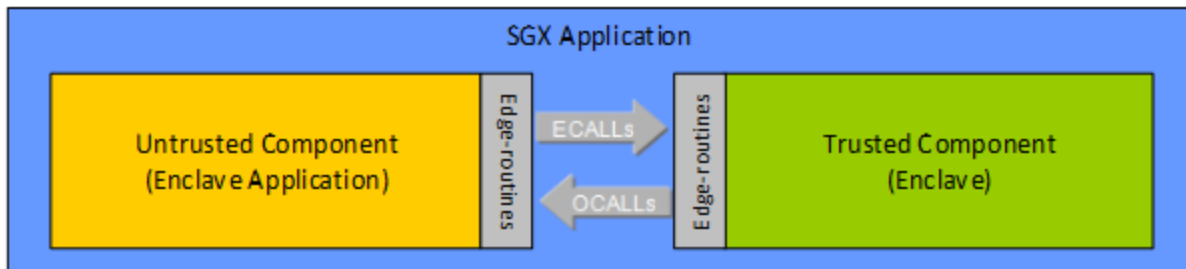 SGX Application
Untrusted Component
(Enclave Application)
Edge-routines
ECALLs
OCALLs
Edge-routines
Trusted Component
(Enclave)